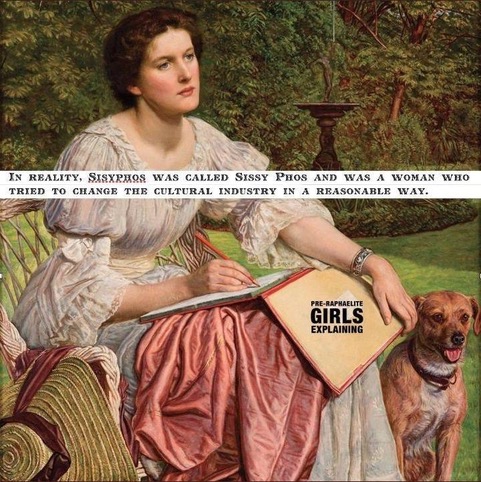 In reality, Sisyphos was called Sissy Phos and was a woman who
tried to change the cultural industry in a reasonable way.
PRE-RAPHAELITE
GIRLS
EXPLAINING